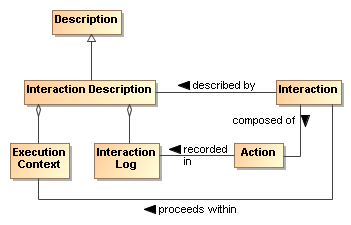 Description
Interaction Description
described by
Interaction
composed of
Execution
Context
Interaction
Log
recorded
in
Action
proceeds within